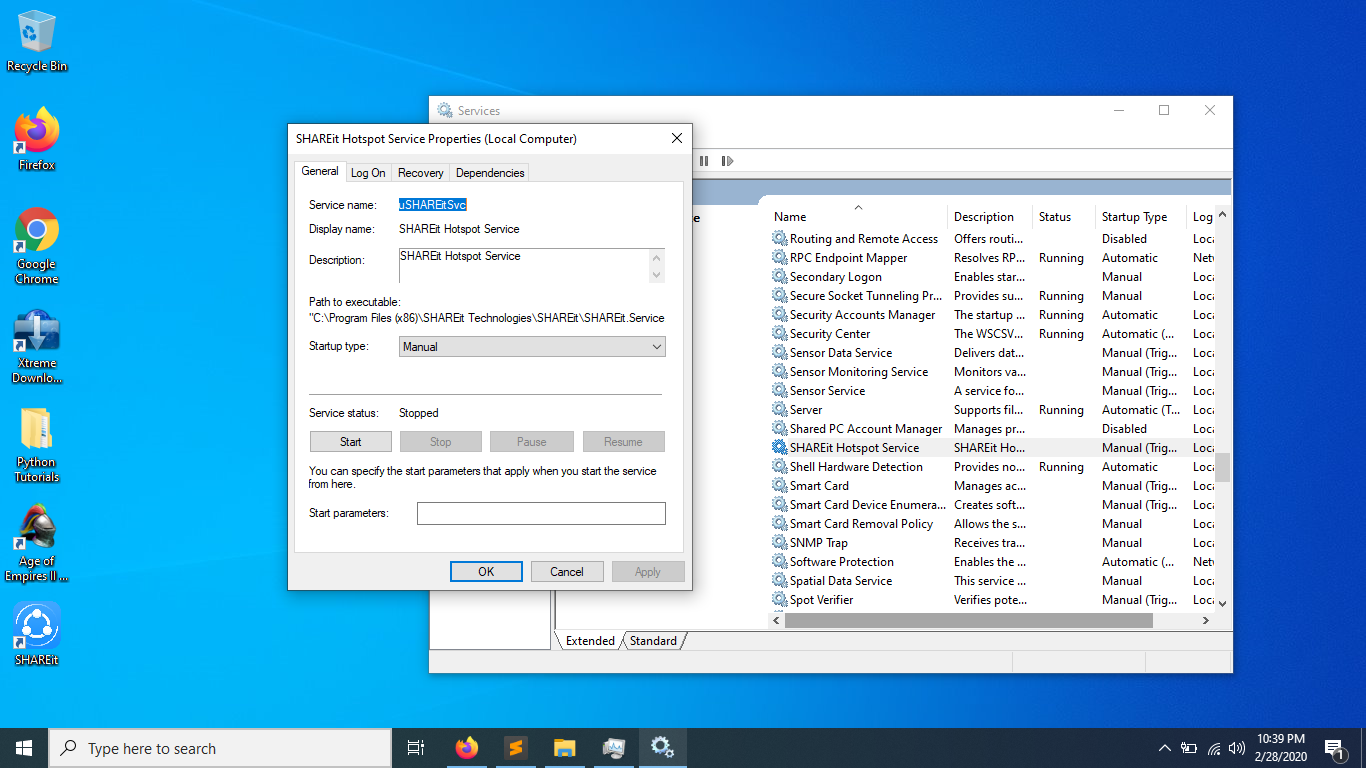 Recycle Bin
Firefox
Google
Chrome
Xtreme
Downlo...
Python
Tutorials
Age of
Empires II ...
SHAREit
Services
SHAREit Hotspot Service Properties (Local Computer)
General
Log On
Recovery
Dependencies
Service name:
uSHAREitSvc
Display name:
SHAREit Hotspot Service
Description:
SHAREit Hotspot Service
Path to executable:
"C:\Program Files (x86)\SHAREit Technologies\SHAREit\SHAREit.Service
Startup type:
Manual
Service status:
Stopped
Start
Stop
Pause
Resume
You can specify the start parameters that apply when you start the service
from here.
Start parameters:
OK
Cancel
Apply
Name Description Status Startup Type Log
Routing and Remote Access Offers routi... Disabled Loca
RPC Endpoint Mapper Resolves RP... Running Automatic Netw
Secondary Logon Enables star... Manual Loca
Secure Socket Tunneling Pr... Provides su... Running Manual Loca
Security Accounts Manager The startup ... Running Automatic Loca
Security Center The WSCSV... Running Automatic (... Loca
Sensor Data Service Delivers dat... Manual (Trig... Loca
Sensor Monitoring Service Monitors va... Manual (Trig... Loca
Sensor Service A service fo... Manual (Trig... Loca
Server Supports fil... Running Automatic (T... Loca
Shared PC Account Manager Manages pr... Disabled Loca
SHAREit Hotspot Service SHAREit Ho... Manual (Trig... Loca
Shell Hardware Detection Provides no... Running Automatic Loca
Smart Card Manages ac... Manual (Trig... Loca
Smart Card Device Enumera... Creates soft... Manual (Trig... Loca
Smart Card Removal Policy Allows the s... Manual Loca
SNMP Trap Receives tra... Manual Loca
Software Protection Enables the ... Automatic (... Netw
Spatial Data Service This service ... Manual Loca
Spot Verifier Verifies pote... Manual (Trig... Loca
Extended
Standard
Type here to search
10:39 PM
2/28/2020
1